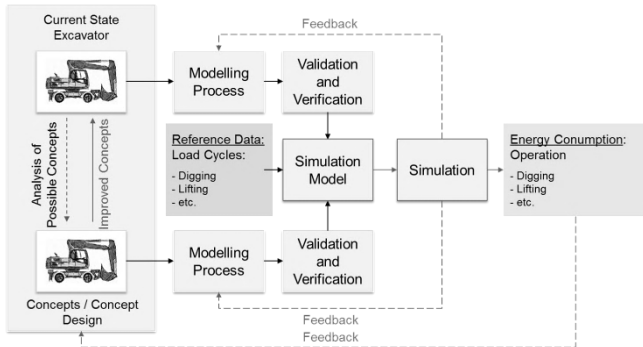 Current State
Excavator
Feedback
Modelling
Process
Validation
and
Verification
Analysis of
Possible Concepts
Improved Concepts
Reference Data:
Load Cycles:
- Digging
- Lifting
- etc.
Simulation
Model
Simulation
Energy Conumption:
Operation
- Digging
- Lifting
- etc.
Modelling
Process
Validation
and
Verification
Concepts / Concept
Design
Feedback
Feedback